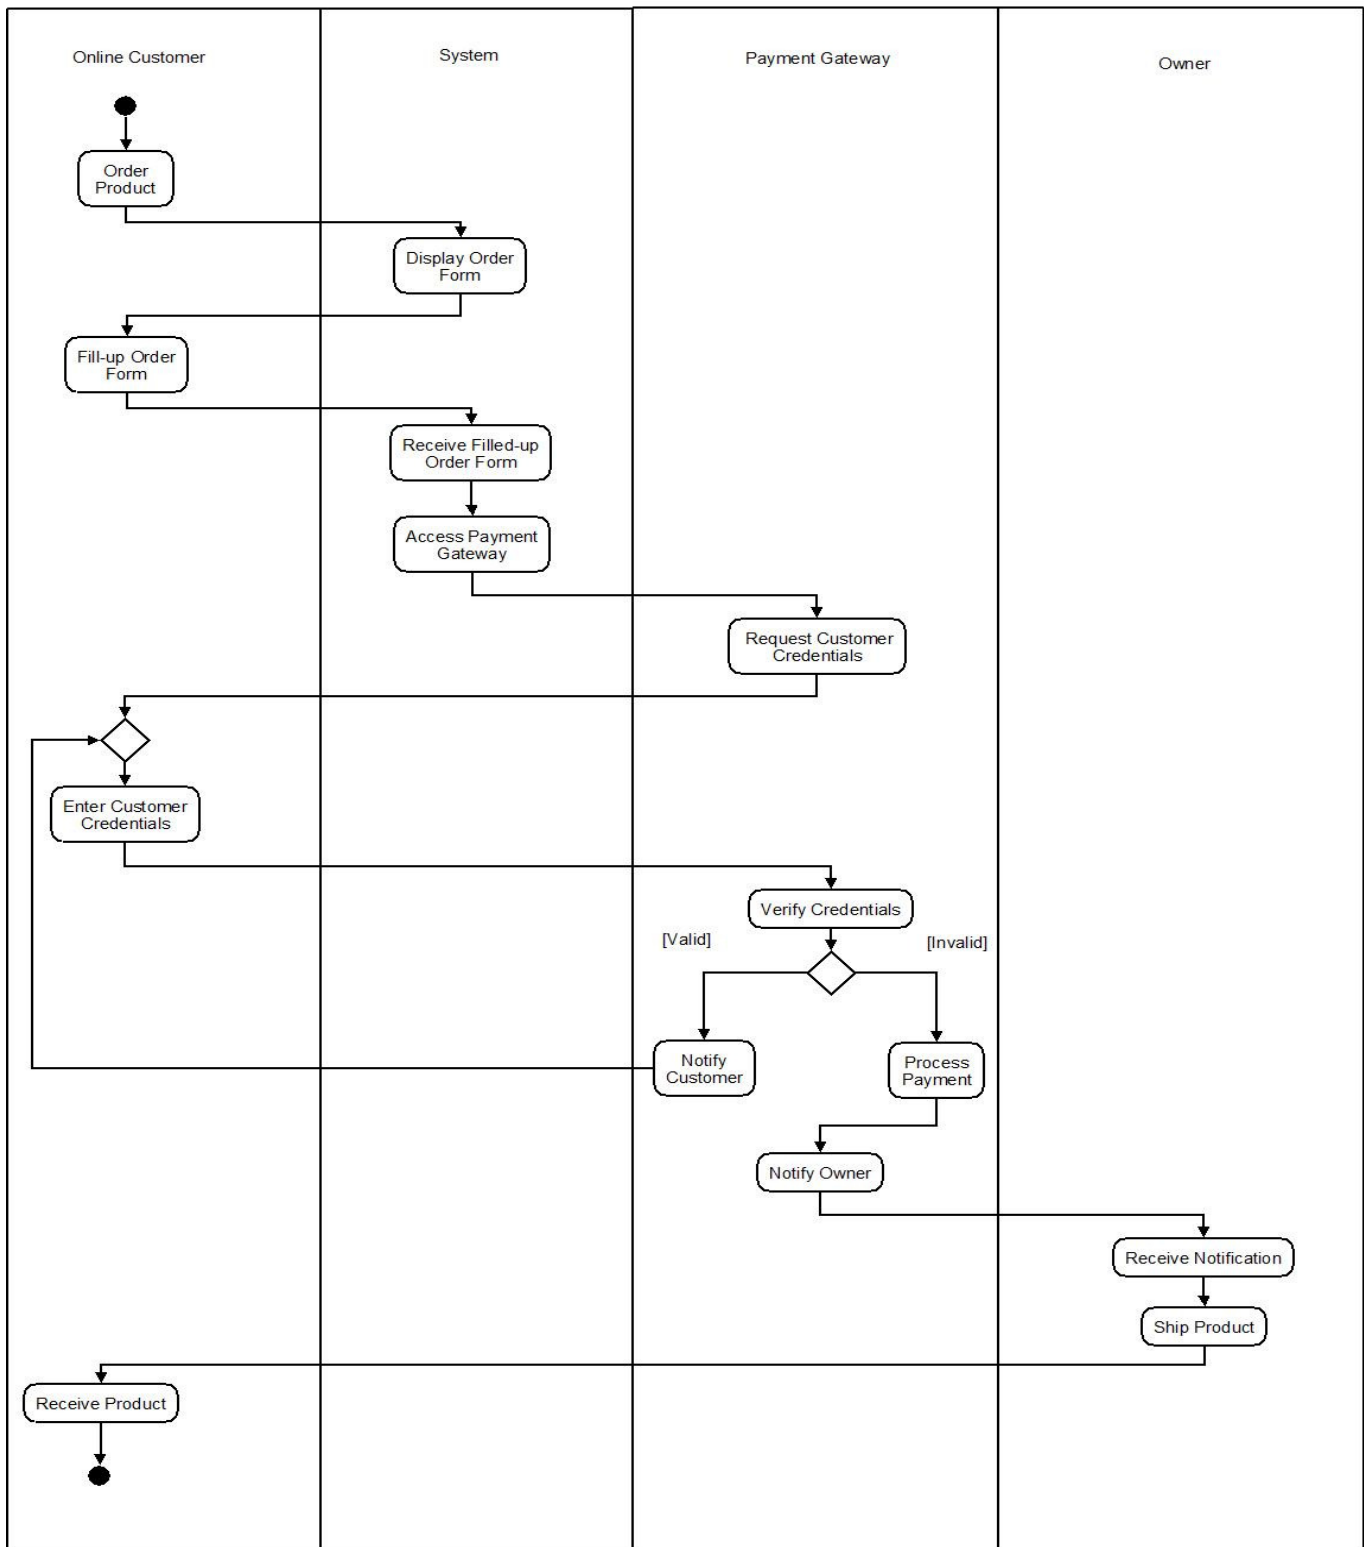 Online Customer
System
Payment Gateway
Owner
Order
Product
Display Order
Form
Fill-up Order
Form
Receive Filled-up
Order Form
Access Payment
Gateway
Request Customer
Credentials
Enter Customer
Credentials
Verify Credentials
[Valid]
[Invalid]
Notify
Customer
Process
Payment
Notify Owner
Receive Notification
Ship Product
Receive Product